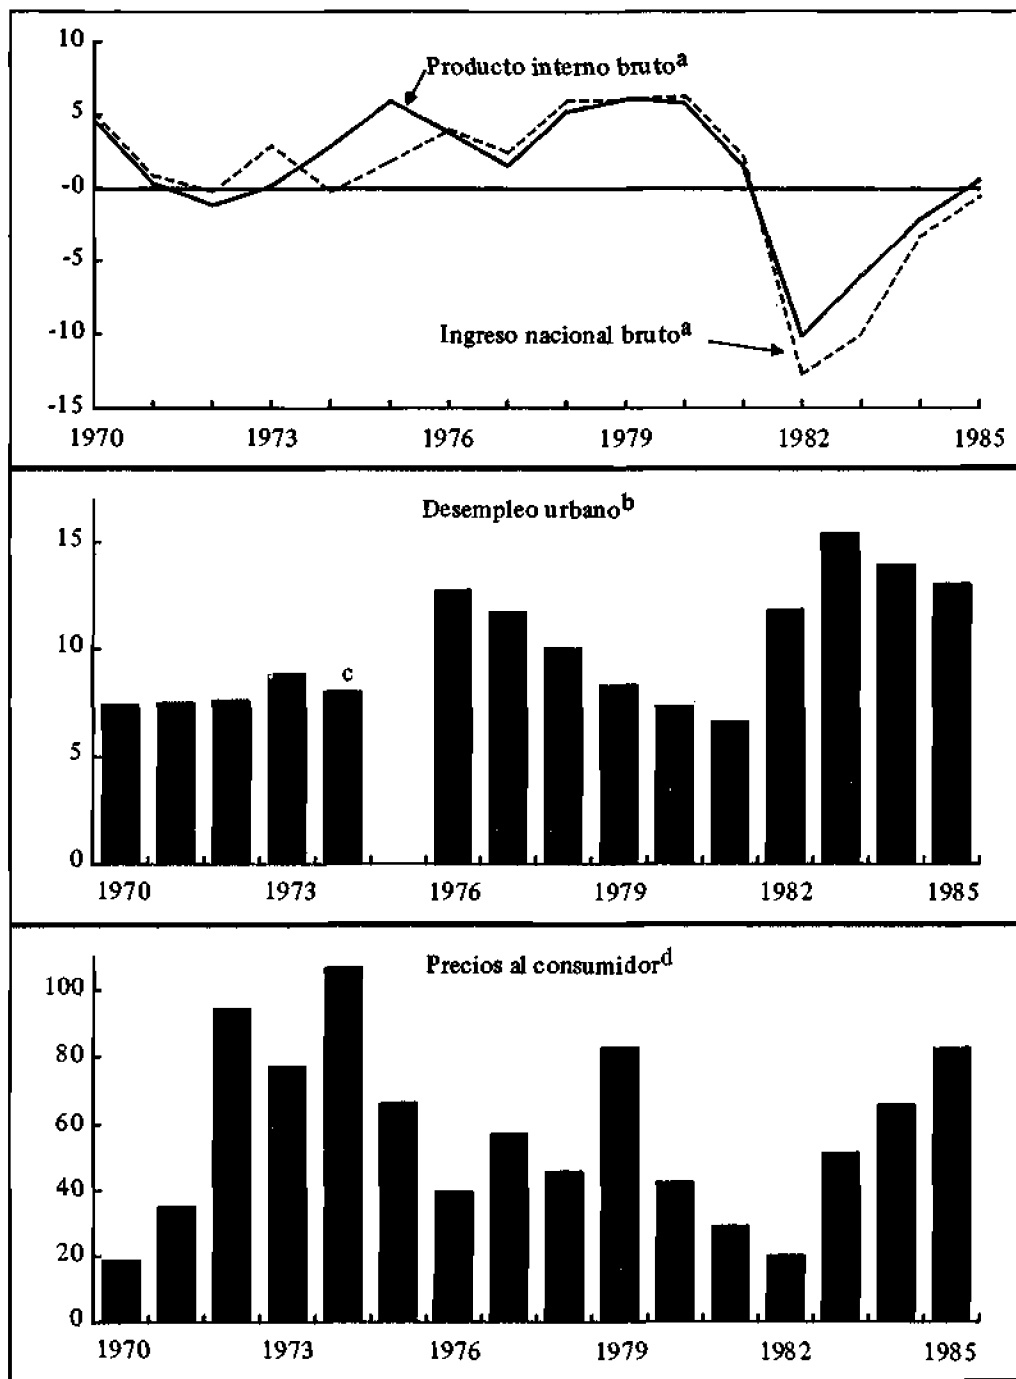 10
Producto interno bruto^a
5
-0
-5
-10
Ingreso nacional bruto^a
-15
1970 1973 1976 1979 1982 1985
Desempleo urbano^b
15
10
c
5
0
1970 1973 1976 1979 1982 1985
Precios al consumidor^d
100
80
60
40
20
0
1970 1973 1976 1979 1982 1985